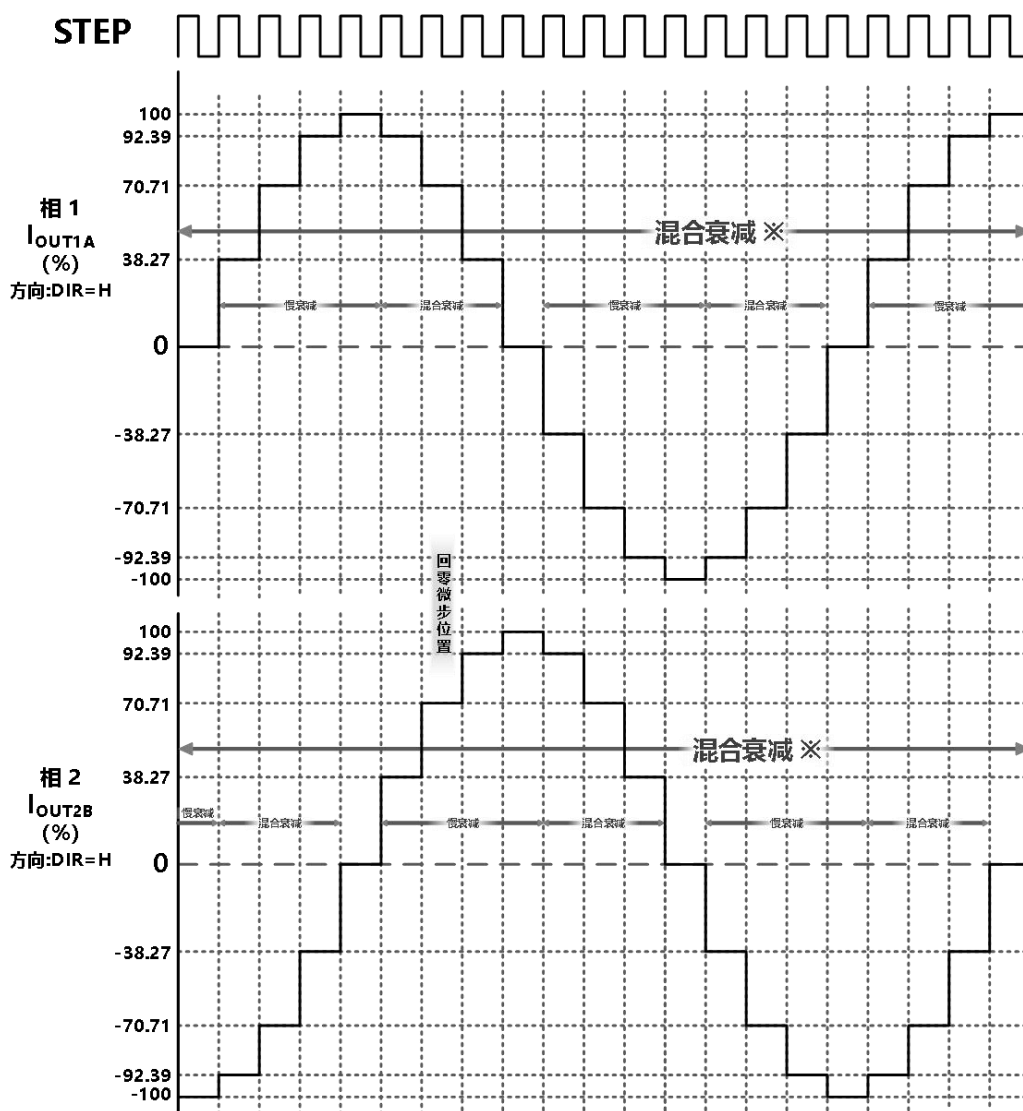 STEP
100
92.39
70.71
相 1
IOUT1A
(%)
方向:DIR=H
混合衰减 ※
38.27
慢衰减
混合衰减
慢衰减
混合衰减
慢衰减
0
-38.27
-70.71
-92.39
-100
回零微步位置
100
92.39
70.71
相 2
IOUT2B
(%)
方向:DIR=H
混合衰减 ※
38.27
慢衰减
混合衰减
慢衰减
混合衰减
慢衰减
混合衰减
0
-38.27
-70.71
-92.39
-100